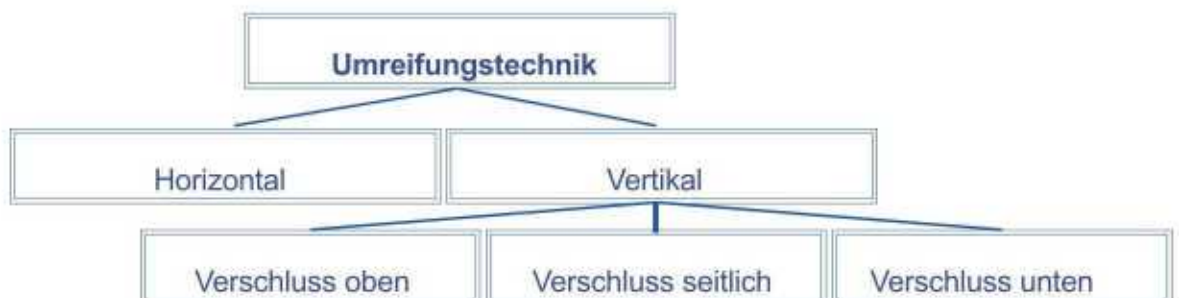 Umreifungstechnik
Horizontal Vertikal
Verschluss oben Verschluss seitlich Verschluss unten